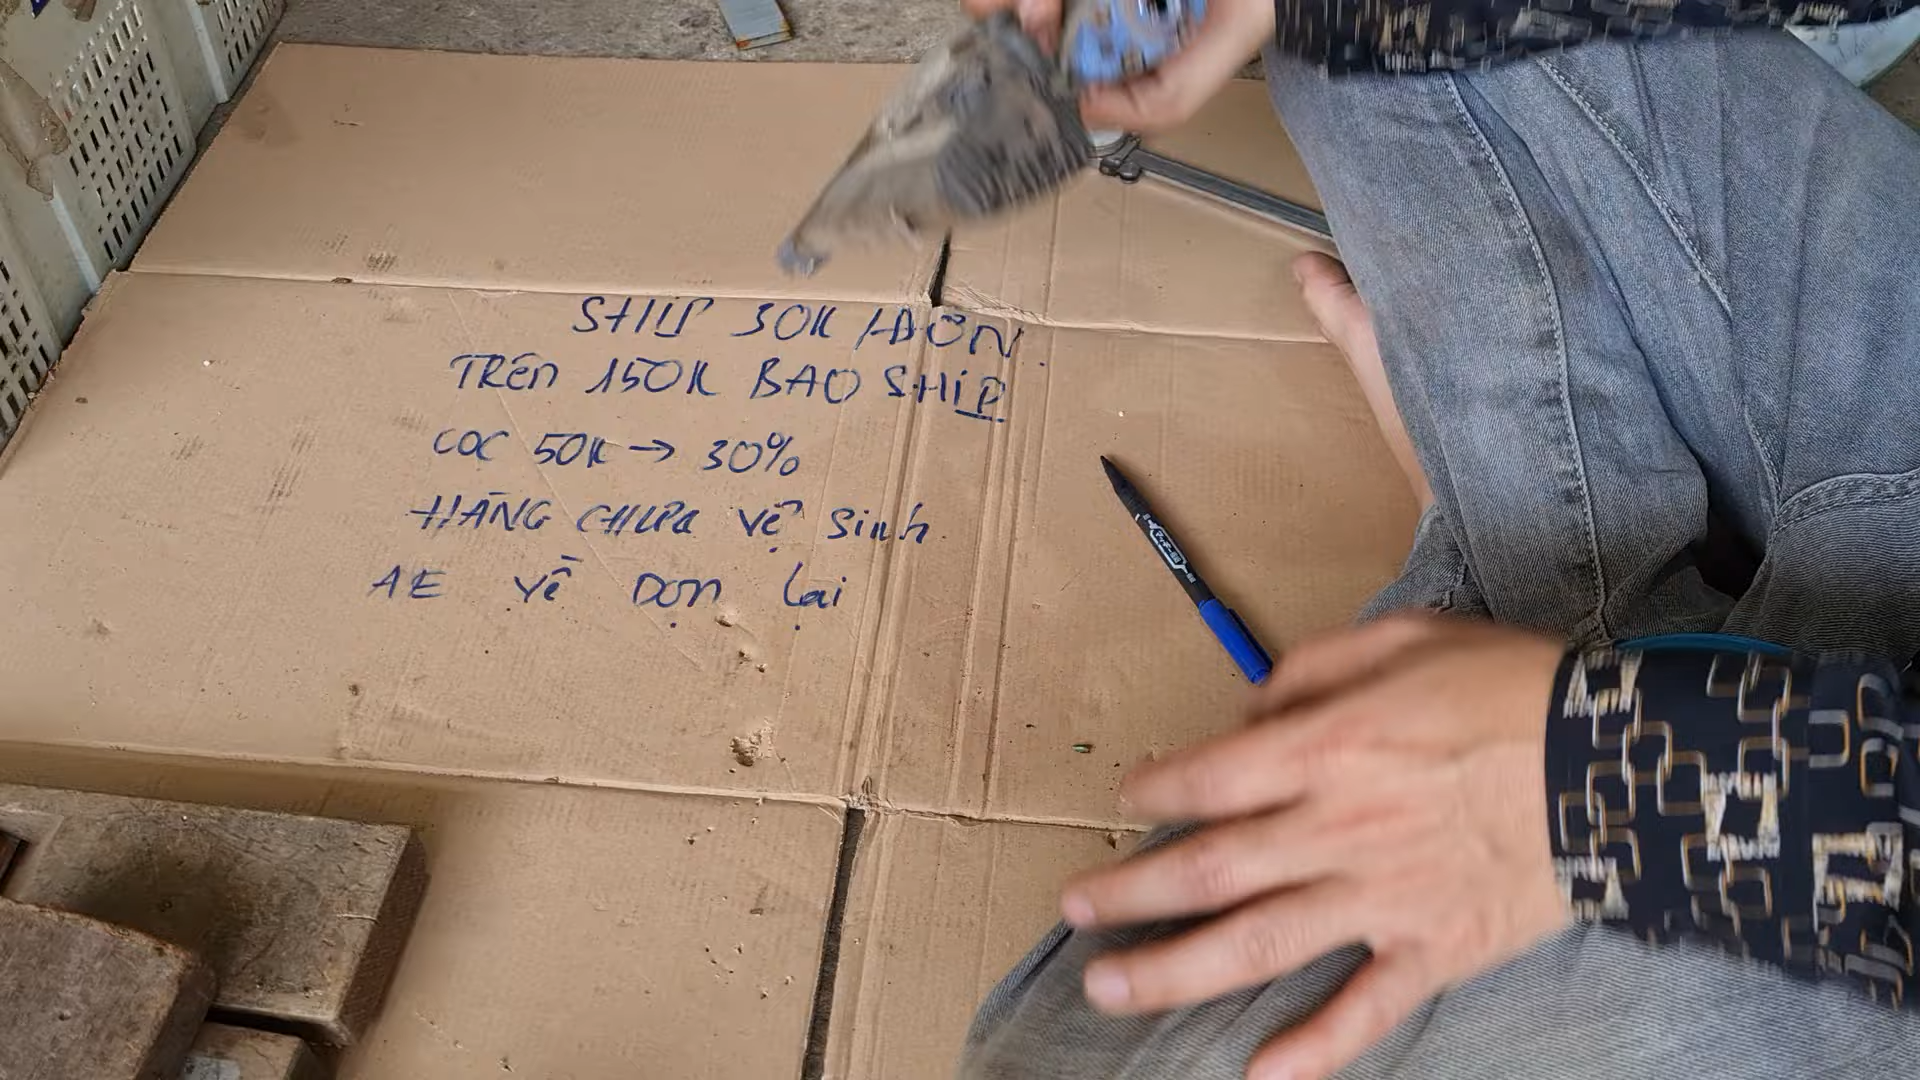 SHIP 30K /ĐƠN
TRÊN 150K BAO SHIP
CỌC 50K → 30%
HÀNG CHƯA Vệ Sinh
AE Về Dọn lại